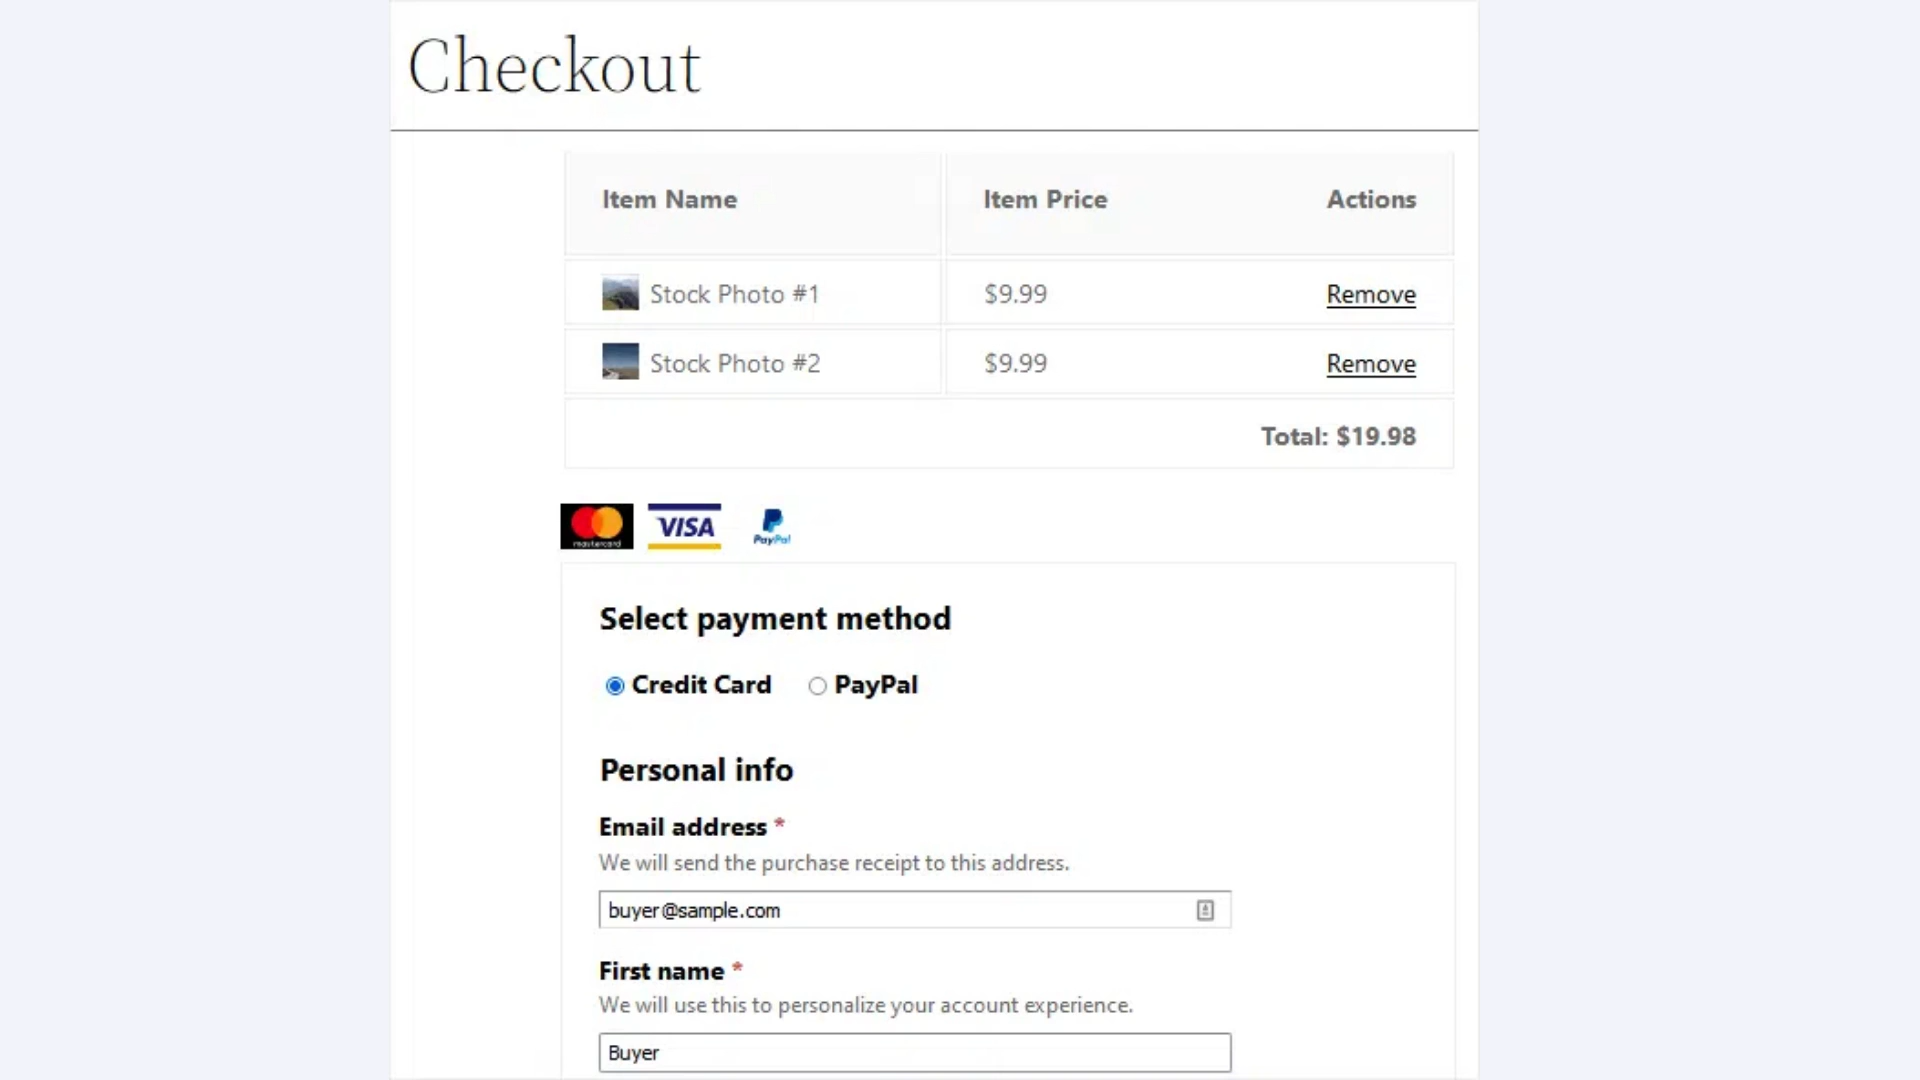 Checkout
Item Name Item Price Actions
Stock Photo #1 $9.99 Remove
Stock Photo #2 $9.99 Remove
Total: $19.98
mastercard VISA PayPal
Select payment method
Credit Card PayPal
Personal info
Email address *
We will send the purchase receipt to this address.
buyer@sample.com
First name *
We will use this to personalize your account experience.
Buyer